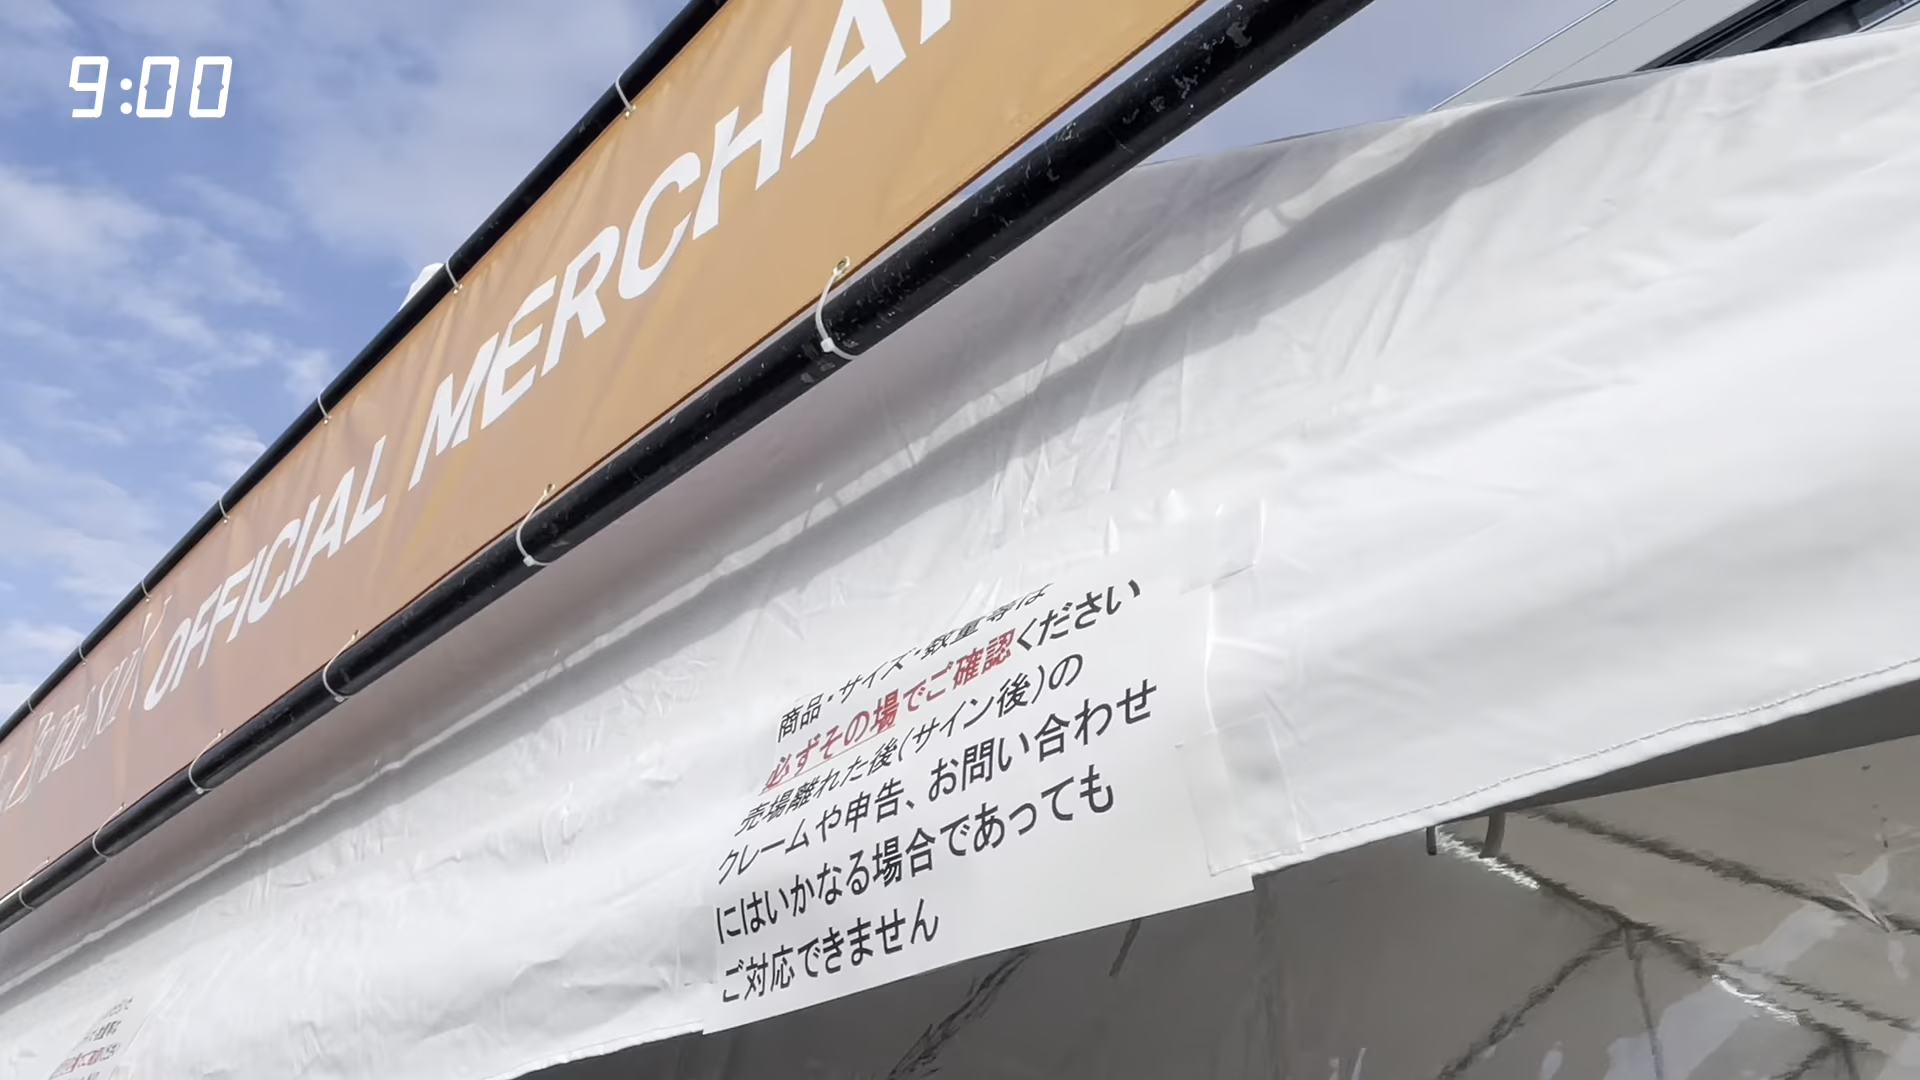 9:00
OFFICIAL MERCHA
商品・サイズ・数量等は
必ずその場でご確認ください
売場離れた後(サイン後)の
クレームや申告、お問い合わせ
にはいかなる場合であっても
ご対応できません